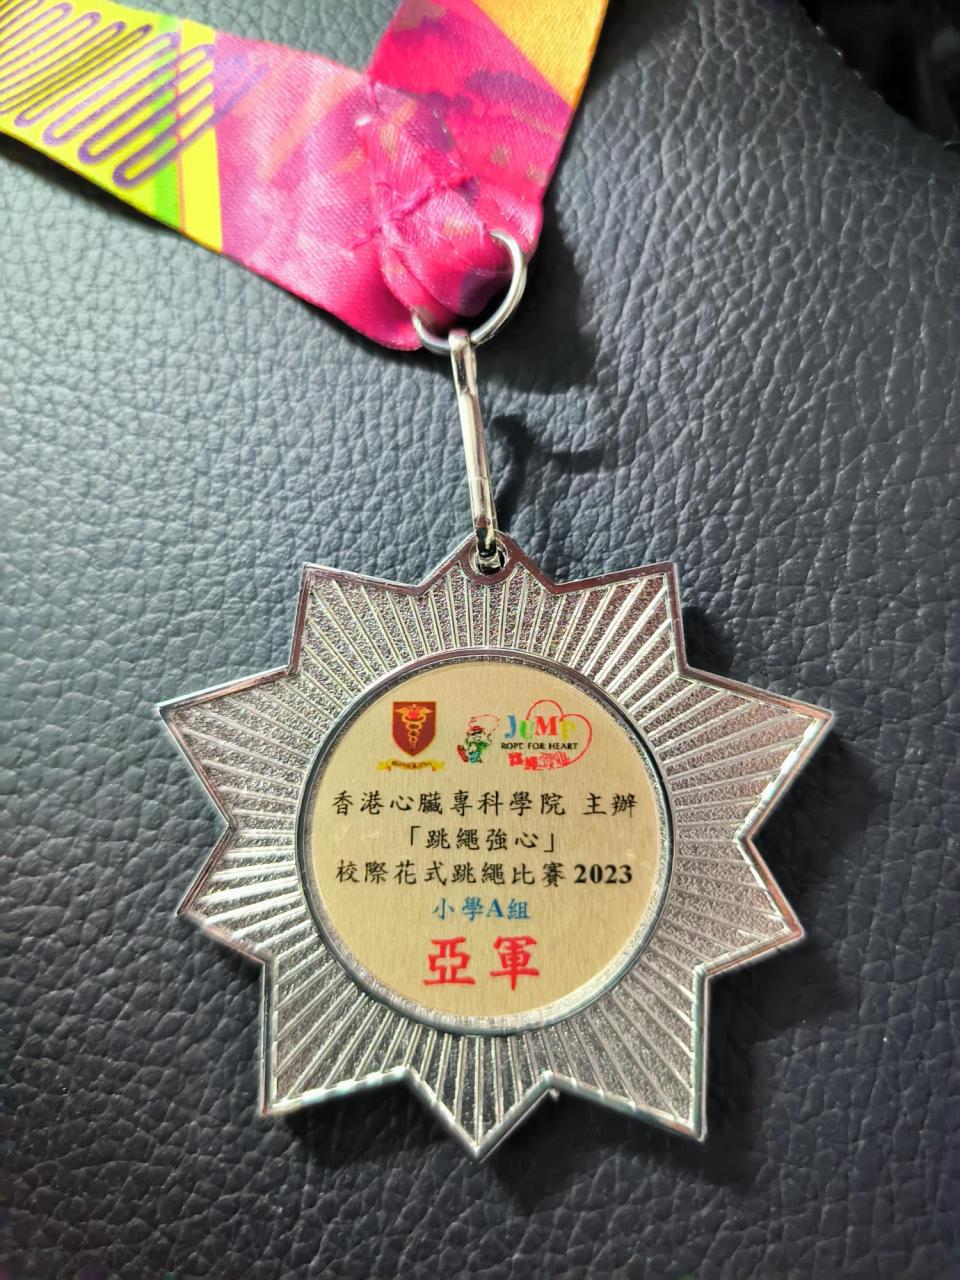 JUMP
ROPE FOR HEART
香港心臟專科學院 主辦
「跳繩強心」
校際花式跳繩比賽 2023
小學A組
亞軍